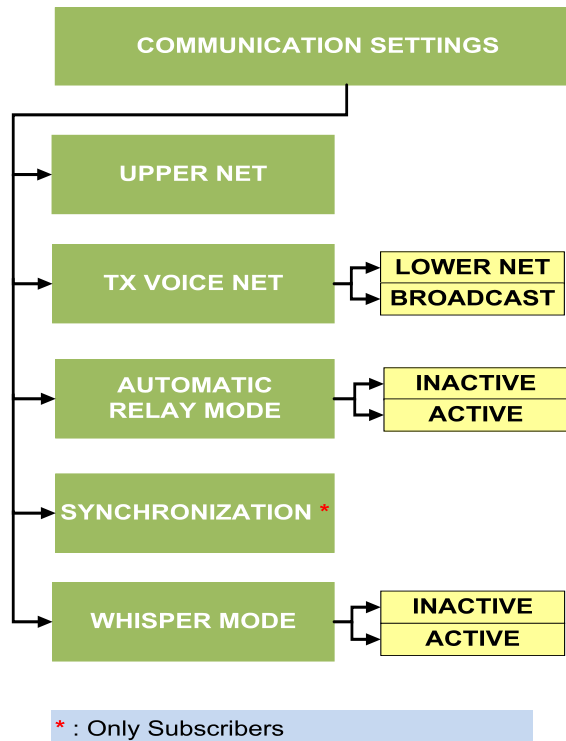 COMMUNICATION SETTINGS
UPPER NET
TX VOICE NET
LOWER NET
BROADCAST
AUTOMATIC
RELAY MODE
INACTIVE
ACTIVE
SYNCHRONIZATION *
WHISPER MODE
INACTIVE
ACTIVE
* : Only Subscribers